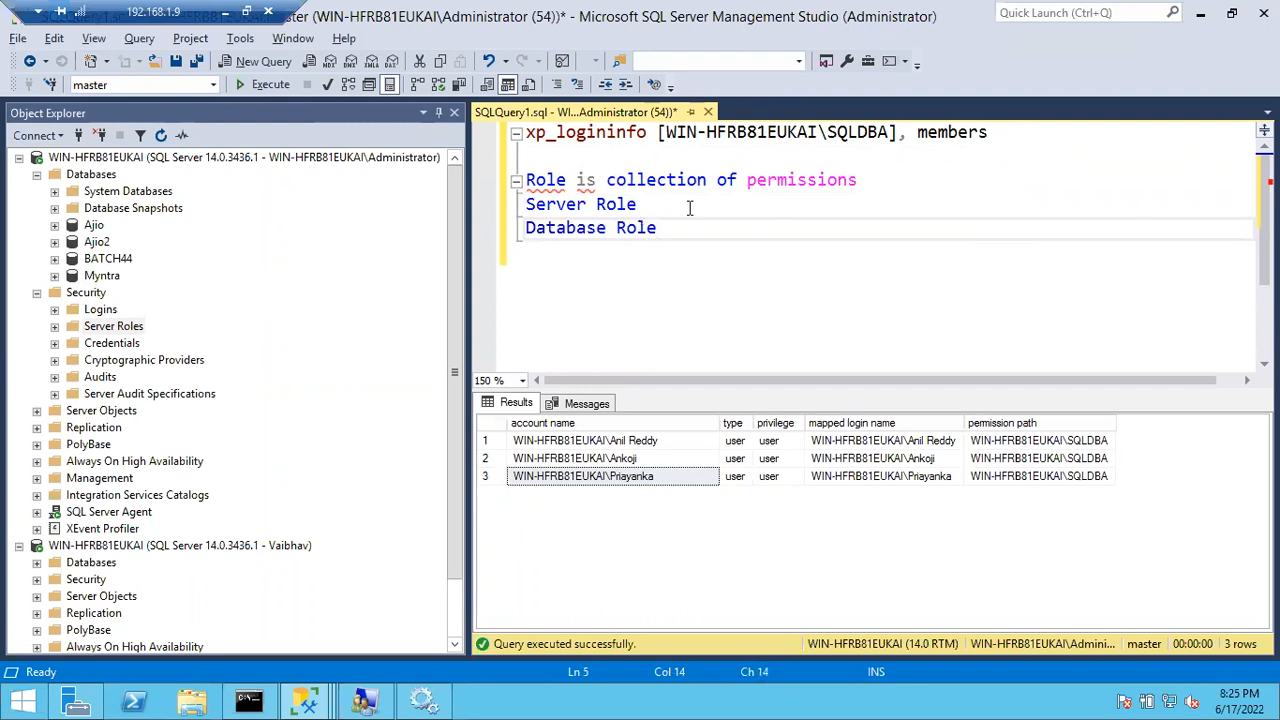 192.168.1.9
master (WIN-HFRB81EUKAI\Administrator (54))* - Microsoft SQL Server Management Studio (Administrator)
Quick Launch (Ctrl+Q)
File Edit View Query Project Tools Window Help
New Query
master
Execute
Object Explorer
Connect
WIN-HFRB81EUKAI (SQL Server 14.0.3436.1 - WIN-HFRB81EUKAI\Administrator)
Databases
System Databases
Database Snapshots
Ajio
Ajio2
BATCH44
Myntra
Security
Logins
Server Roles
Credentials
Cryptographic Providers
Audits
Server Audit Specifications
Server Objects
Replication
PolyBase
Always On High Availability
Management
Integration Services Catalogs
SQL Server Agent
XEvent Profiler
WIN-HFRB81EUKAI (SQL Server 14.0.3436.1 - Vaibhav)
Databases
Security
Server Objects
Replication
PolyBase
Always On High Availability
SQLQuery1.sql - WI...Administrator (54))*
xp_logininfo [WIN-HFRB81EUKAI\SQLDBA], members
Role is collection of permissions
Server Role
Database Role
150 %
Results Messages
account name type privilege mapped login name permission path
1 WIN-HFRB81EUKAI\Anil Reddy user user WIN-HFRB81EUKAI\Anil Reddy WIN-HFRB81EUKAI\SQLDBA
2 WIN-HFRB81EUKAI\Ankoji user user WIN-HFRB81EUKAI\Ankoji WIN-HFRB81EUKAI\SQLDBA
3 WIN-HFRB81EUKAI\Priayanka user user WIN-HFRB81EUKAI\Priayanka WIN-HFRB81EUKAI\SQLDBA
Query executed successfully. WIN-HFRB81EUKAI (14.0 RTM) WIN-HFRB81EUKAI\Admini... master 00:00:00 3 rows
Ready Ln 5 Col 14 Ch 14 INS
8:25 PM
6/17/2022